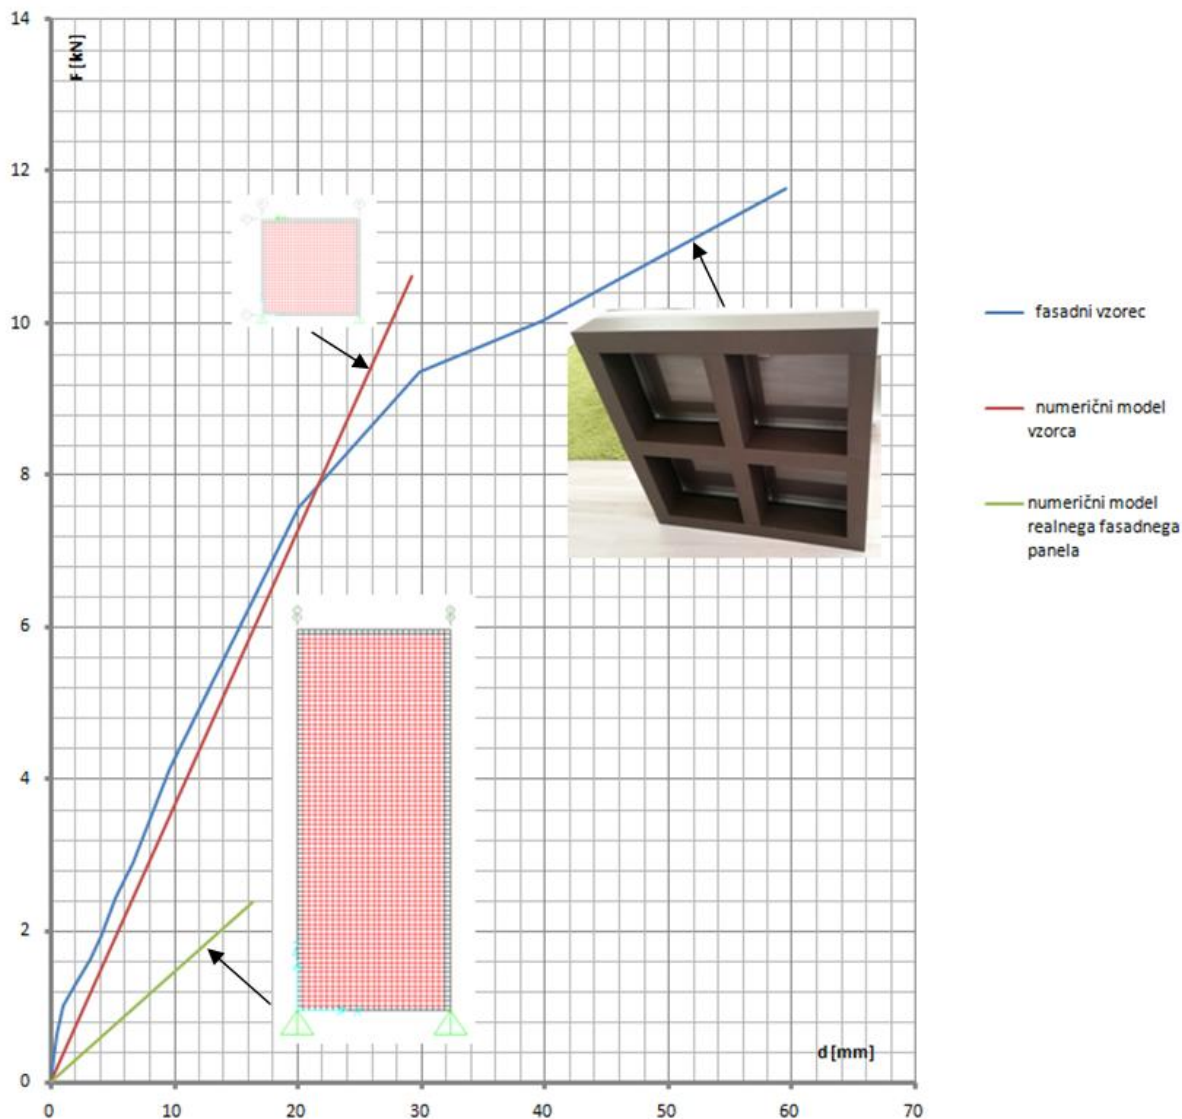 14
F [kN]
12
10
8
6
4
2
0
0 10 20 30 40 50 60 70
d [mm]
fasadni vzorec
numerični model
vzorca
numerični model
realnega fasadnega
panela